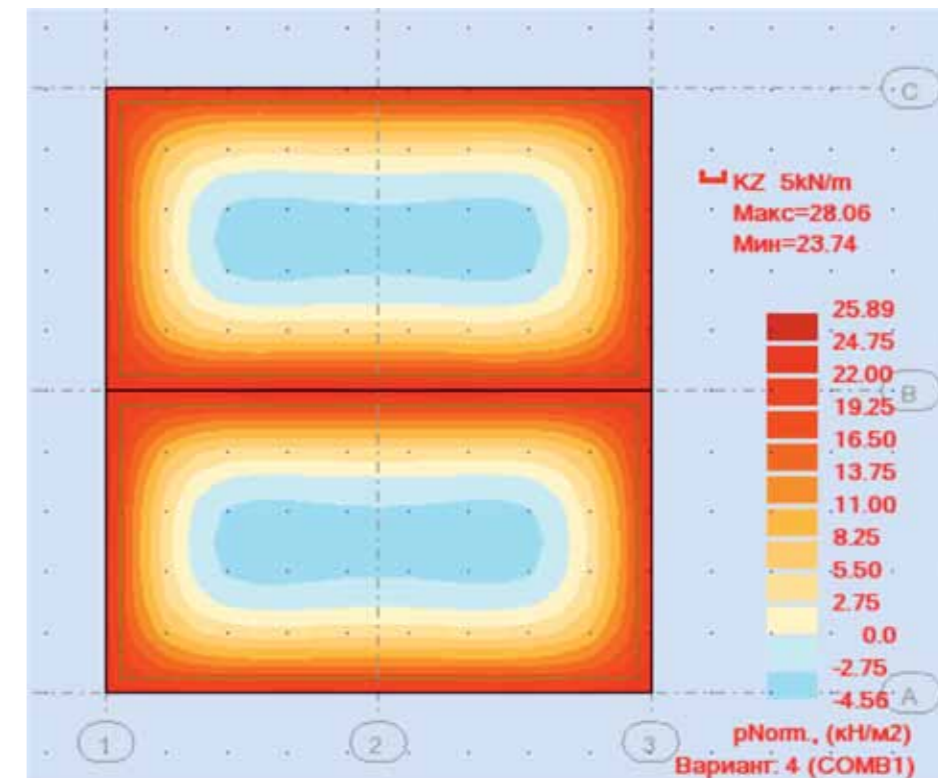 C
KZ 5kN/m
Макс=28.06
Мин=23.74
25.89
24.75
22.00
B
19.25
16.50
13.75
11.00
8.25
5.50
2.75
0.0
-2.75
-4.56
A
1 2 3
pNorm., (кН/м2)
Вариант: 4 (COMB1)